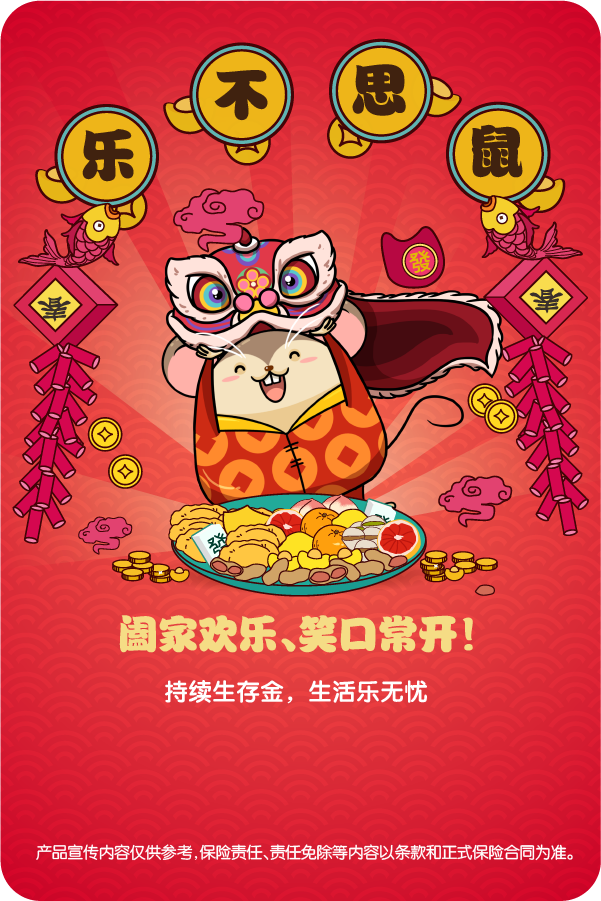 乐不思鼠
發
春
春
發
阖家欢乐、笑口常开!
持续生存金，生活乐无忧
产品宣传内容仅供参考,保险责任、责任免除等内容以条款和正式保险合同为准。